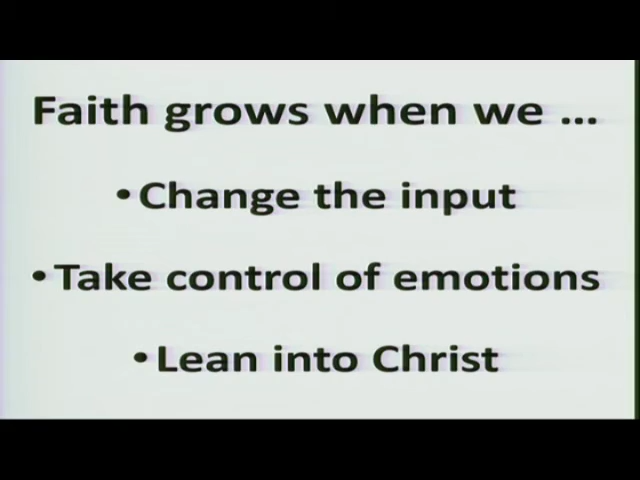 Faith grows when we ...
• Change the input
• Take control of emotions
• Lean into Christ